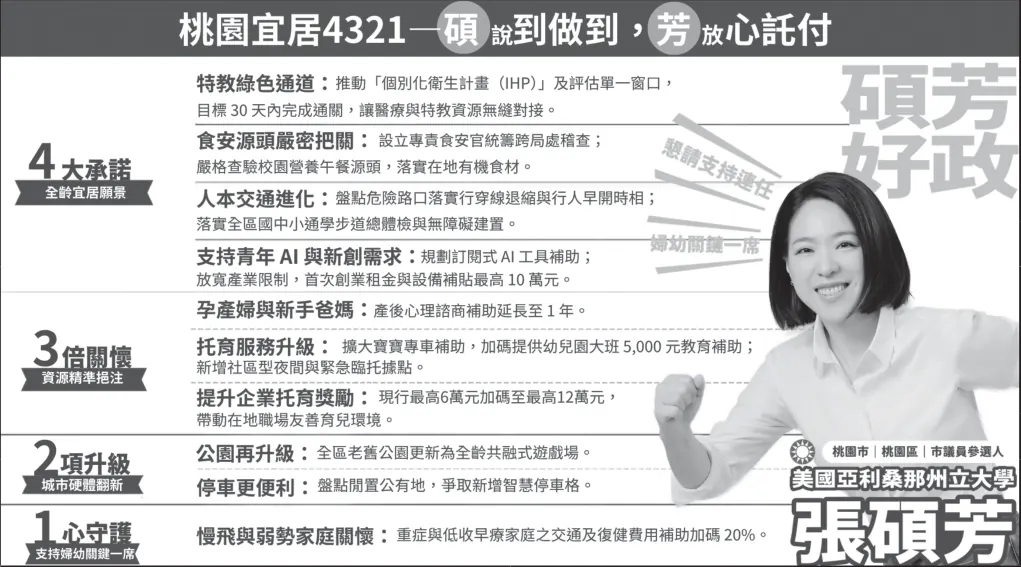 桃園宜居4321—碩 說到做到，芳 放心託付
碩芳
好政
懇請支持連任
婦幼關鍵一席
4大承諾
全齡宜居願景
特教綠色通道：推動「個別化衛生計畫（IHP）」及評估單一窗口，
目標 30 天內完成通關，讓醫療與特教資源無縫對接。
食安源頭嚴密把關：設立專責食安官統籌跨局處稽查；
嚴格查驗校園營養午餐源頭，落實在地有機食材。
人本交通進化：盤點危險路口落實行穿線退縮與行人早開時相；
落實全區國中小通學步道總體檢與無障礙建置。
支持青年 AI 與新創需求：規劃訂閱式 AI 工具補助；
放寬產業限制，首次創業租金與設備補貼最高 10 萬元。
3倍關懷
資源精準挹注
孕產婦與新手爸媽：產後心理諮商補助延長至 1 年。
托育服務升級：擴大寶寶專車補助，加碼提供幼兒園大班 5,000 元教育補助；
新增社區型夜間與緊急臨托據點。
提升企業托育獎勵：現行最高6萬元加碼至最高12萬元，
帶動在地職場友善育兒環境。
2項升級
城市硬體翻新
公園再升級：全區老舊公園更新為全齡共融式遊戲場。
停車更便利：盤點閒置公有地，爭取新增智慧停車格。
1心守護
支持婦幼關鍵一席
慢飛與弱勢家庭關懷：重症與低收早療家庭之交通及復健費用補助加碼 20%。
桃園市｜桃園區｜市議員參選人
美國亞利桑那州立大學
張碩芳